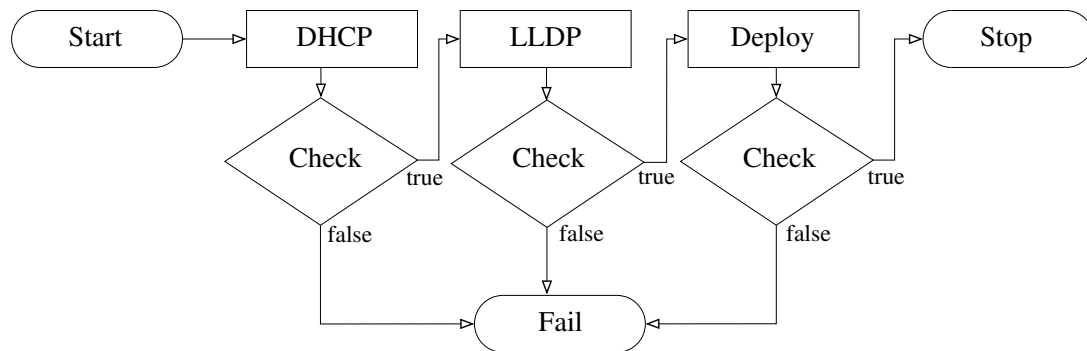 Start
DHCP
LLDP
Deploy
Stop
Check
true
false
Check
true
false
Check
true
false
Fail